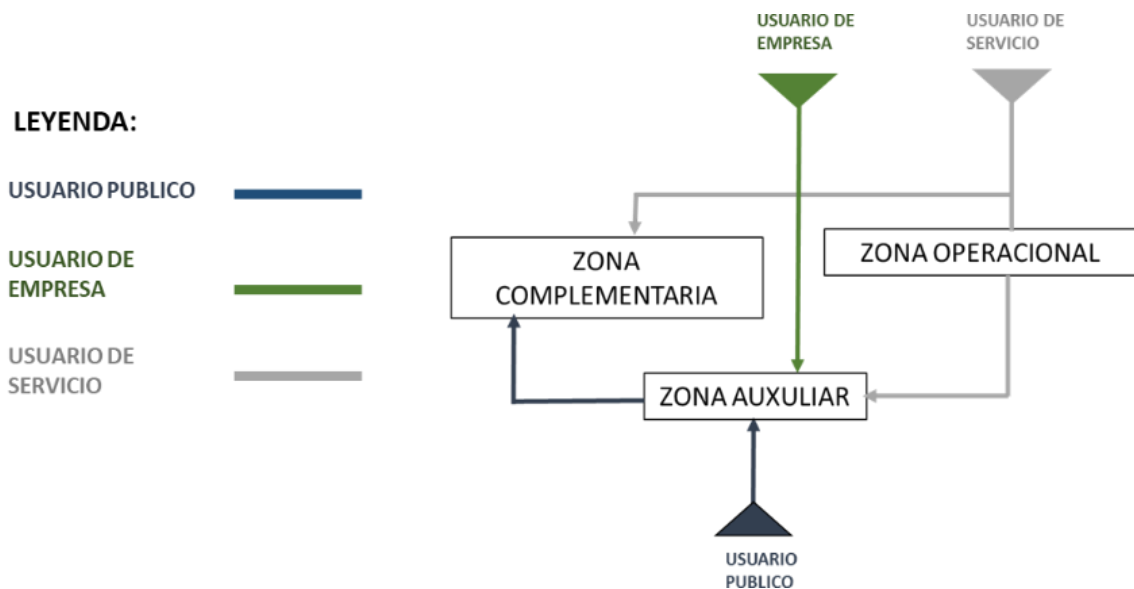 USUARIO DE
EMPRESA
USUARIO DE
SERVICIO
LEYENDA:
USUARIO PUBLICO
USUARIO DE
EMPRESA
USUARIO DE
SERVICIO
ZONA
COMPLEMENTARIA
ZONA OPERACIONAL
ZONA AUXULIAR
USUARIO
PUBLICO